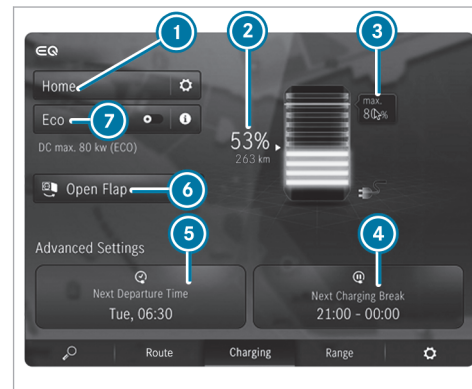 1
2
3
EQ
Home
max.
80%
Eco
7
53%
263 km
DC max. 80 kw (ECO)
Open Flap
6
5
4
Advanced Settings
Next Departure Time
Tue, 06:30
Next Charging Break
21:00 - 00:00
Route
Charging
Range